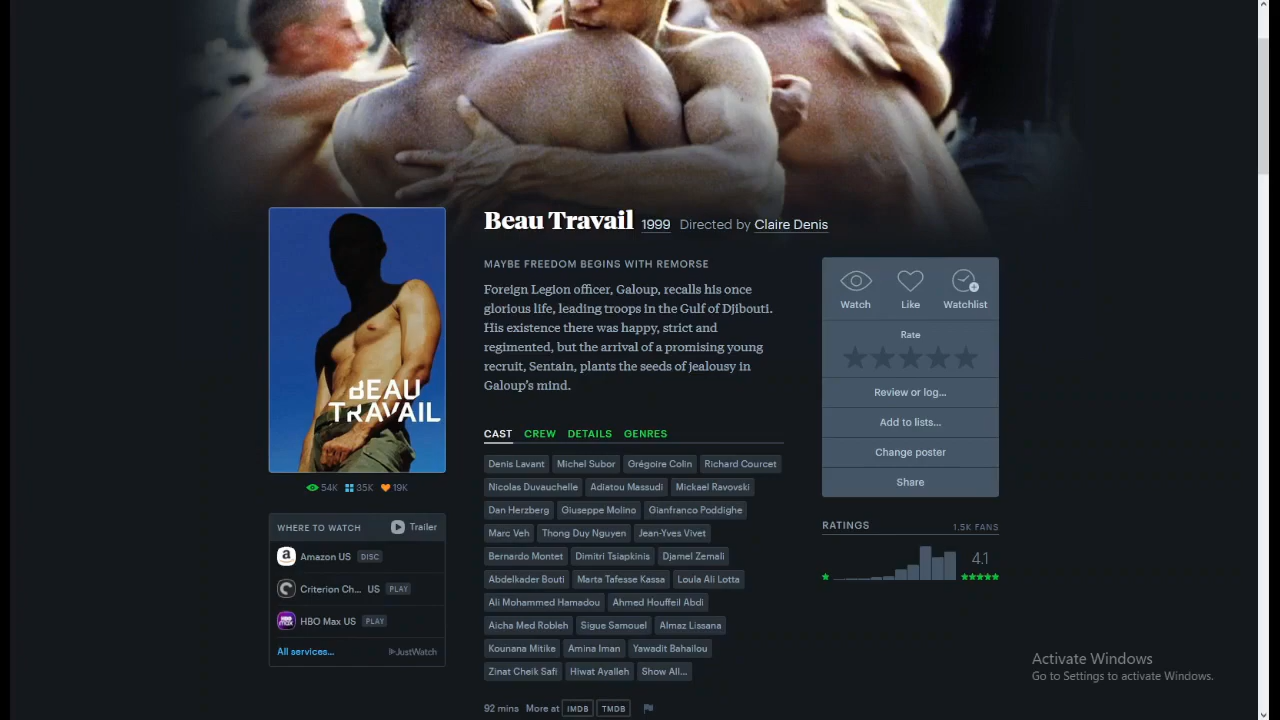 Beau Travail 1999 Directed by Claire Denis
MAYBE FREEDOM BEGINS WITH REMORSE
Foreign Legion officer, Galoup, recalls his once
glorious life, leading troops in the Gulf of Djibouti.
His existence there was happy, strict and
regimented, but the arrival of a promising young
recruit, Sentain, plants the seeds of jealousy in
Galoup's mind.
BEAU
TRAVAIL
54K 35K 19K
WHERE TO WATCH Trailer
Amazon US DISC
Criterion Ch... US PLAY
HBO Max US PLAY
All services... JustWatch
CAST CREW DETAILS GENRES
Denis Lavant Michel Subor Grégoire Colin Richard Courcet
Nicolas Duvauchelle Adiatou Massudi Mickael Ravovski
Dan Herzberg Giuseppe Molino Gianfranco Poddighe
Marc Veh Thong Duy Nguyen Jean-Yves Vivet
Bernardo Montet Dimitri Tsiapkinis Djamel Zemali
Abdelkader Bouti Marta Tafesse Kassa Loula Ali Lotta
Ali Mohammed Hamadou Ahmed Houffeil Abdi
Aicha Med Robleh Sigue Samouel Almaz Lissana
Kounana Mitike Amina Iman Yawadit Bahailou
Zinat Cheik Safi Hiwat Ayalleh Show All...
92 mins More at IMDB TMDB
Watch Like Watchlist
Rate
Review or log...
Add to lists...
Change poster
Share
RATINGS 1.5K FANS
4.1
Activate Windows
Go to Settings to activate Windows.